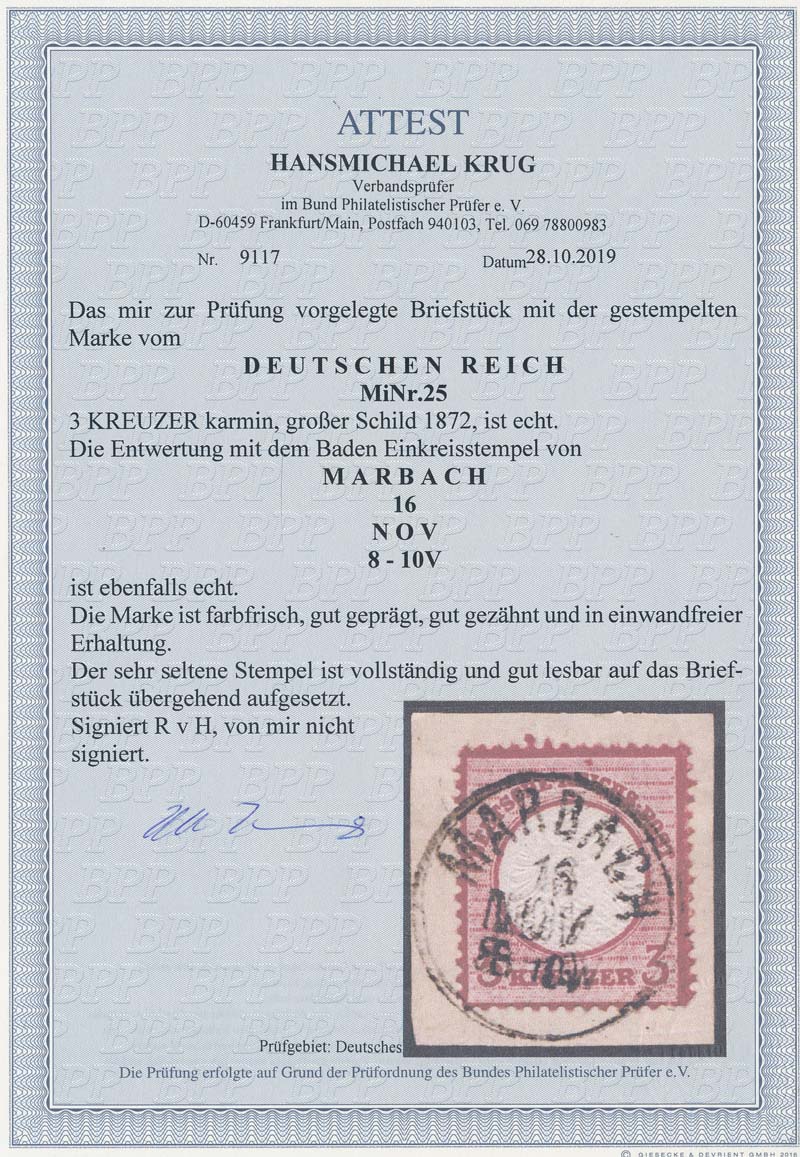 ATTEST
HANSMICHAEL KRUG
Verbandsprüfer
im Bund Philatelistischer Prüfer e. V.
D-60459 Frankfurt/Main, Postfach 940103, Tel. 069 78800983
Nr. 9117 Datum 28.10.2019
Das mir zur Prüfung vorgelegte Briefstück mit der gestempelten
Marke vom
DEUTSCHEN REICH
MiNr.25
3 KREUZER karmin, großer Schild 1872, ist echt.
Die Entwertung mit dem Baden Einkreisstempel von
MARBACH
16
NOV
8 - 10V
ist ebenfalls echt.
Die Marke ist farbfrisch, gut geprägt, gut gezähnt und in einwandfreier
Erhaltung.
Der sehr seltene Stempel ist vollständig und gut lesbar auf das Brief-
stück übergehend aufgesetzt.
Signiert R v H, von mir nicht
signiert.
MARBACH
16
NOV
3 KREUZER 3
Prüfgebiet: Deutsches
Die Prüfung erfolgte auf Grund der Prüfordnung des Bundes Philatelistischer Prüfer e.V.
© GIESECKE & DEVRIENT GMBH 2016